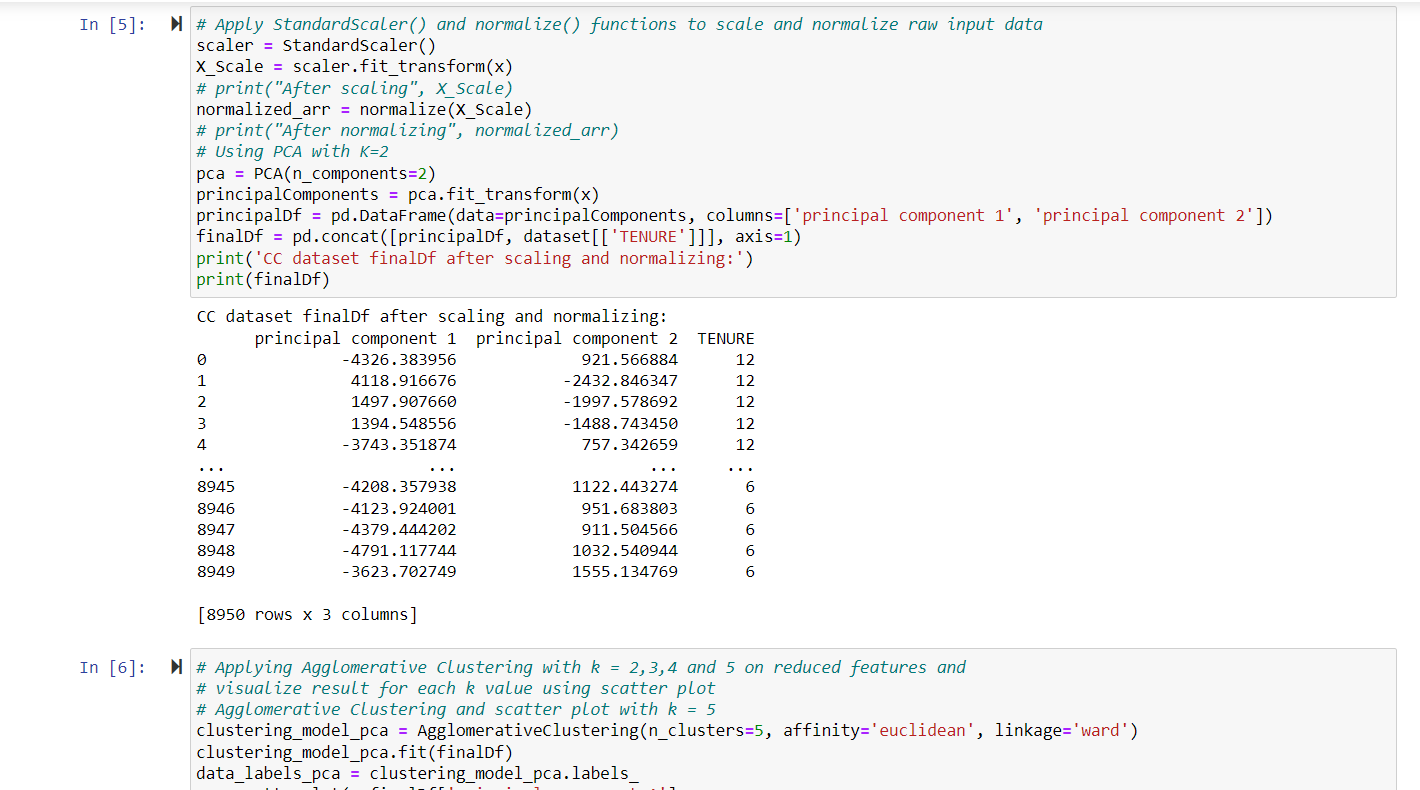 In [5]:
# Apply StandardScaler() and normalize() functions to scale and normalize raw input data
scaler = StandardScaler()
X_Scale = scaler.fit_transform(x)
# print("After scaling", X_Scale)
normalized_arr = normalize(X_Scale)
# print("After normalizing", normalized_arr)
# Using PCA with K=2
pca = PCA(n_components=2)
principalComponents = pca.fit_transform(x)
principalDf = pd.DataFrame(data=principalComponents, columns=['principal component 1', 'principal component 2'])
finalDf = pd.concat([principalDf, dataset[['TENURE']]], axis=1)
print('CC dataset finalDf after scaling and normalizing:')
print(finalDf)
CC dataset finalDf after scaling and normalizing:
principal component 1 principal component 2 TENURE
0 -4326.383956 921.566884 12
1 4118.916676 -2432.846347 12
2 1497.907660 -1997.578692 12
3 1394.548556 -1488.743450 12
4 -3743.351874 757.342659 12
... ... ... ...
8945 -4208.357938 1122.443274 6
8946 -4123.924001 951.683803 6
8947 -4379.444202 911.504566 6
8948 -4791.117744 1032.540944 6
8949 -3623.702749 1555.134769 6
[8950 rows x 3 columns]
In [6]:
# Applying Agglomerative Clustering with k = 2,3,4 and 5 on reduced features and
# visualize result for each k value using scatter plot
# Agglomerative Clustering and scatter plot with k = 5
clustering_model_pca = AgglomerativeClustering(n_clusters=5, affinity='euclidean', linkage='ward')
clustering_model_pca.fit(finalDf)
data_labels_pca = clustering_model_pca.labels_